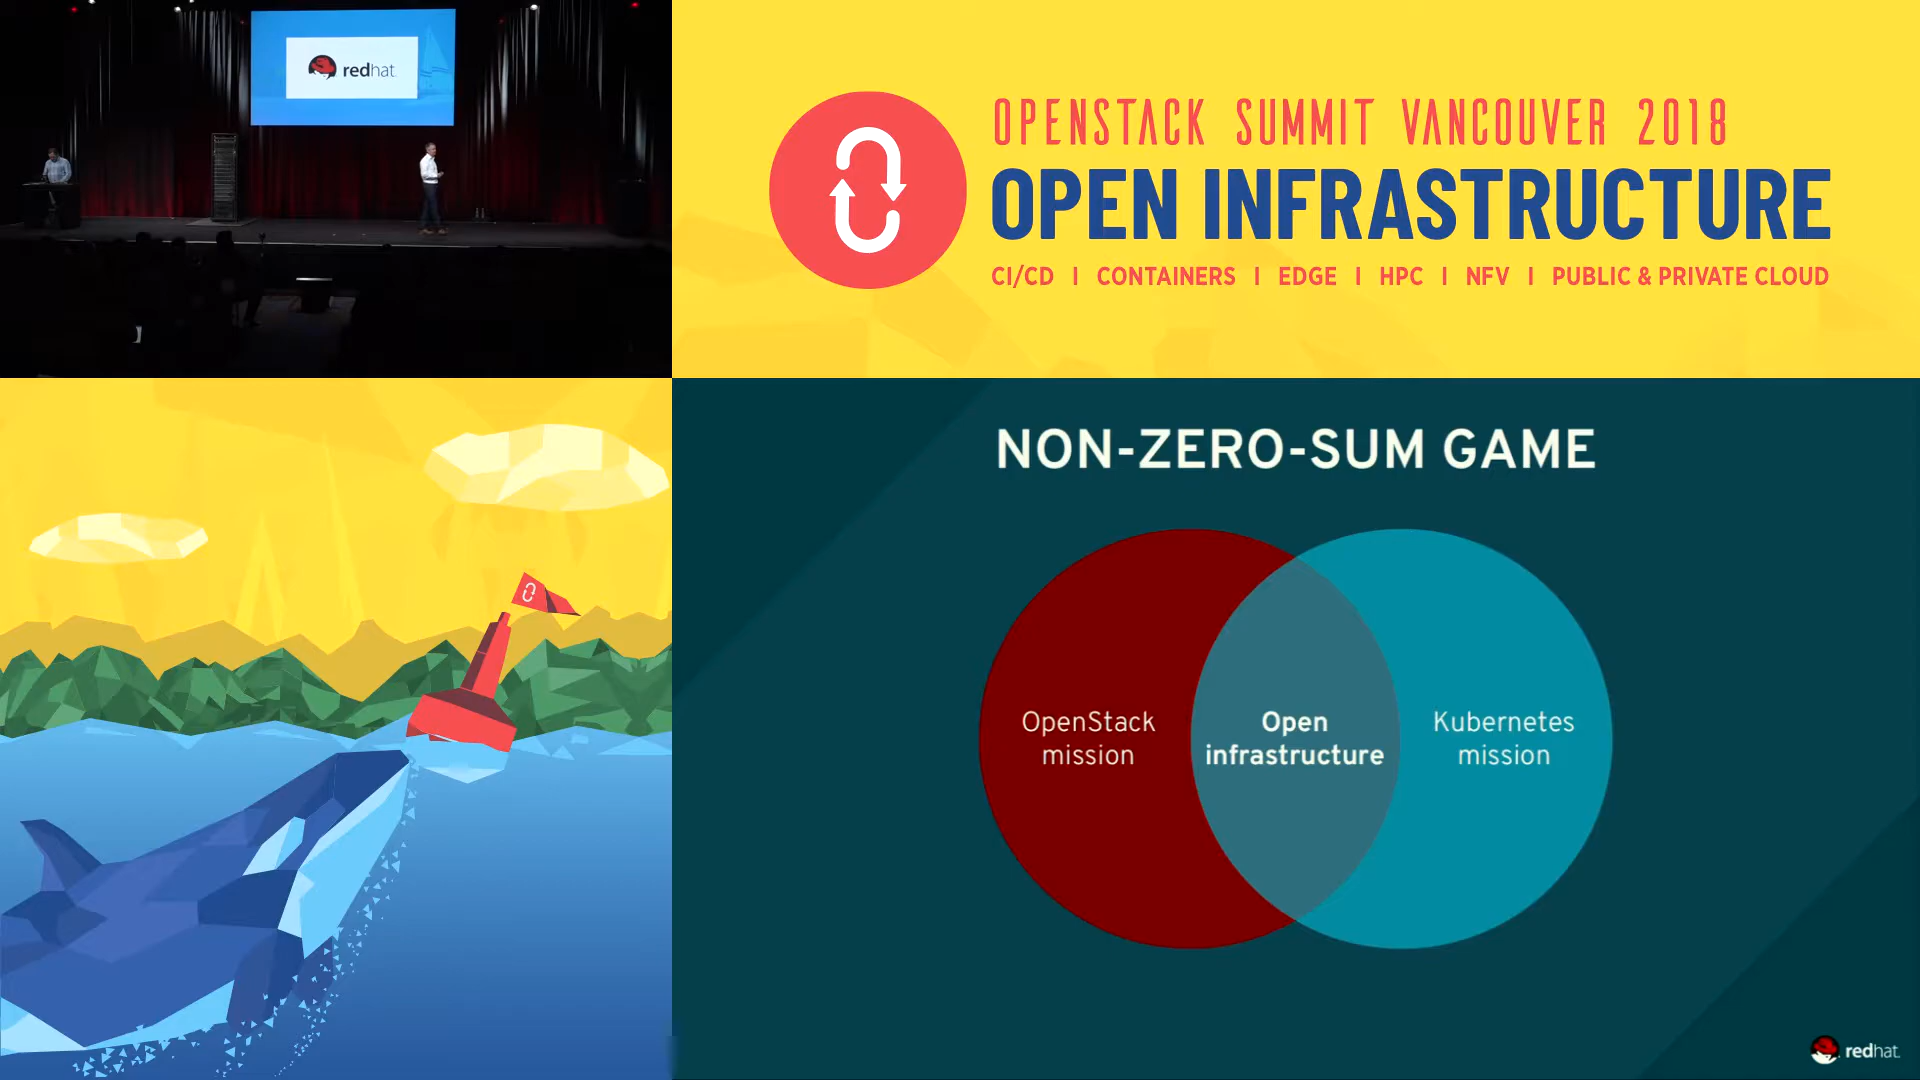 redhat.
OPENSTACK SUMMIT VANCOUVER 2018
OPEN INFRASTRUCTURE
CI/CD | CONTAINERS | EDGE | HPC | NFV | PUBLIC & PRIVATE CLOUD
NON-ZERO-SUM GAME
OpenStack
mission
Open
infrastructure
Kubernetes
mission
redhat.